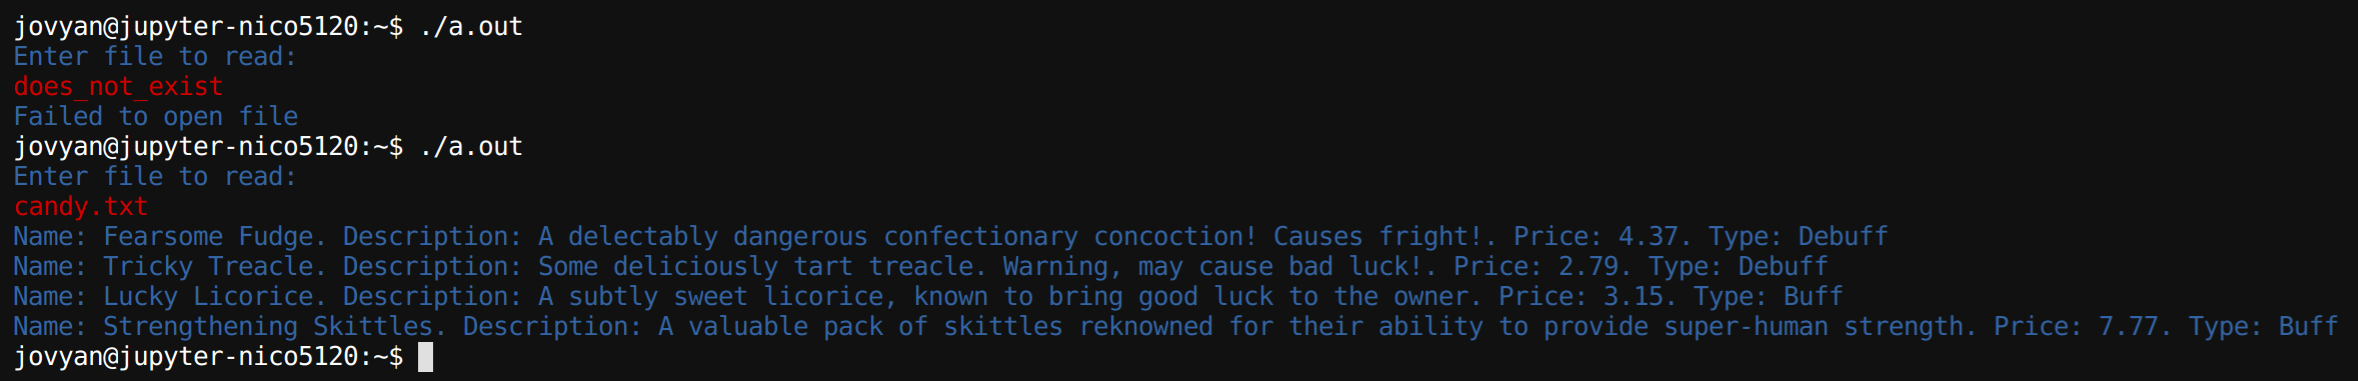 jovyan@jupyter-nico5120:~$ ./a.out
Enter file to read:
does_not_exist
Failed to open file
jovyan@jupyter-nico5120:~$ ./a.out
Enter file to read:
candy.txt
Name: Fearsome Fudge. Description: A delectably dangerous confectionary concoction! Causes fright!. Price: 4.37. Type: Debuff
Name: Tricky Treacle. Description: Some deliciously tart treacle. Warning, may cause bad luck!. Price: 2.79. Type: Debuff
Name: Lucky Licorice. Description: A subtly sweet licorice, known to bring good luck to the owner. Price: 3.15. Type: Buff
Name: Strengthening Skittles. Description: A valuable pack of skittles reknowned for their ability to provide super-human strength. Price: 7.77. Type: Buff
jovyan@jupyter-nico5120:~$